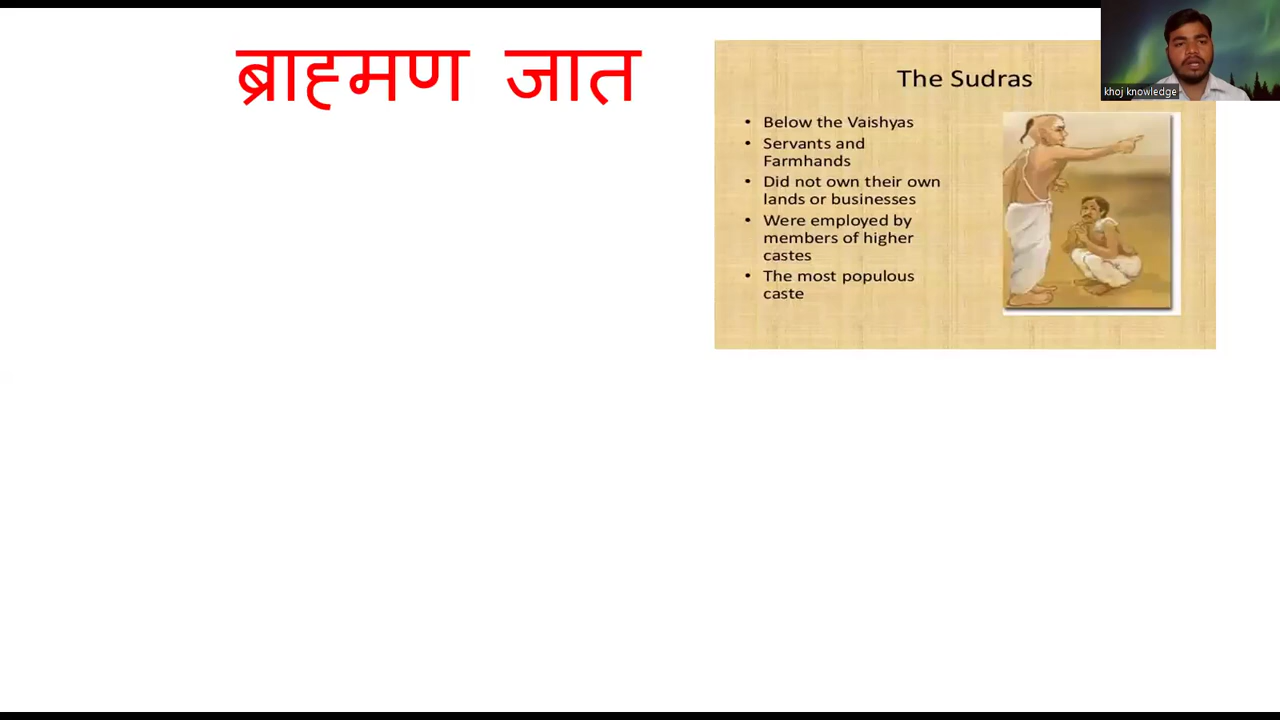 ब्राह्मण जात
The Sudras
khoj knowledge
• Below the Vaishyas
• Servants and
Farmhands
• Did not own their own
lands or businesses
• Were employed by
members of higher
castes
• The most populous
caste